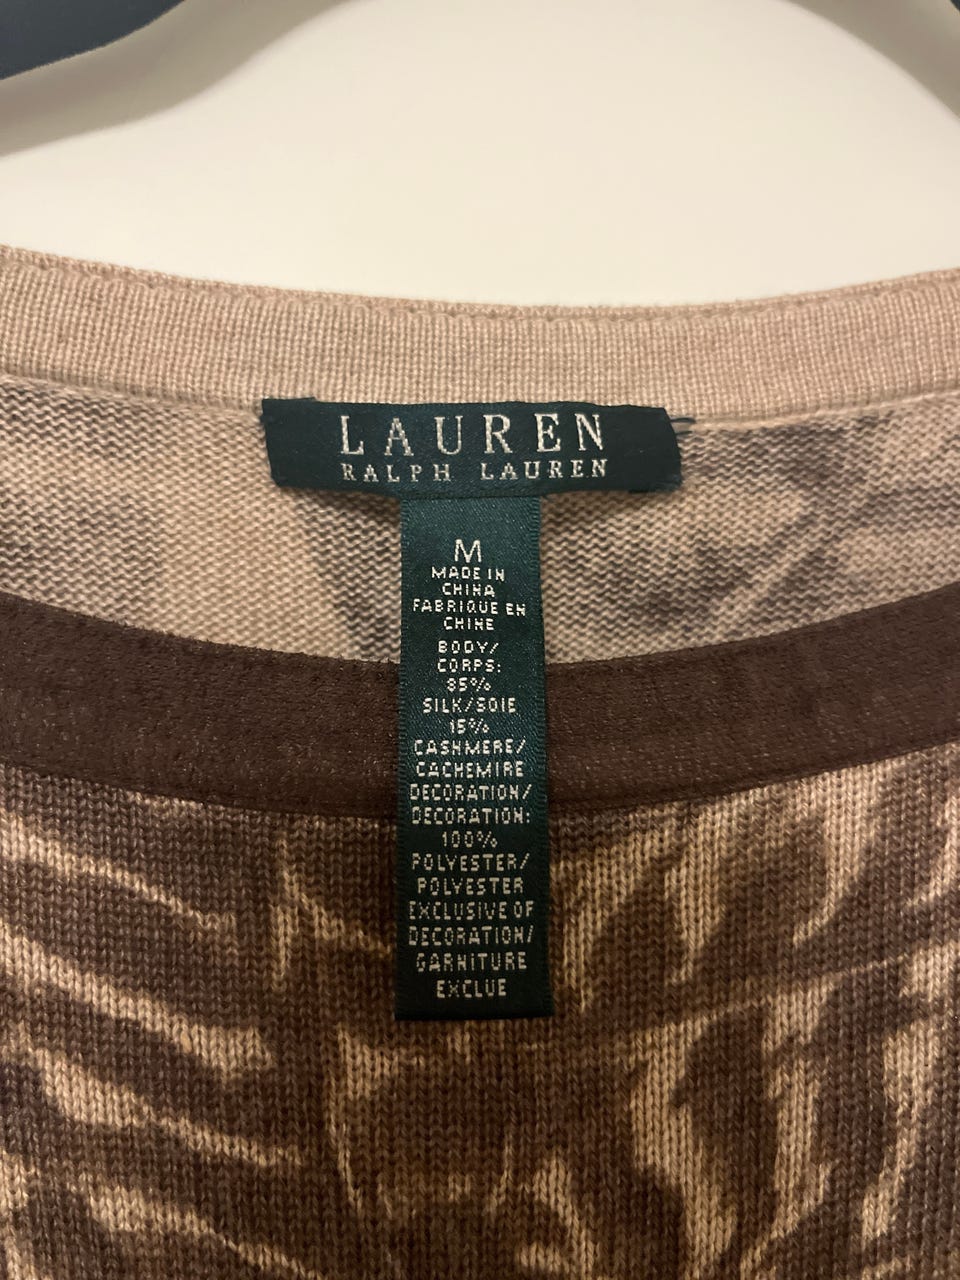 LAUREN
RALPH LAUREN
M
MADE IN
CHINA
FABRIQUE EN
CHINE
BODY/
CORPS:
85%
SILK/SOIE
15%
CASHMERE/
CACHEMIRE
DECORATION/
DECORATION:
100%
POLYESTER/
POLYESTER
EXCLUSIVE OF
DECORATION/
GARNITURE
EXCLUE